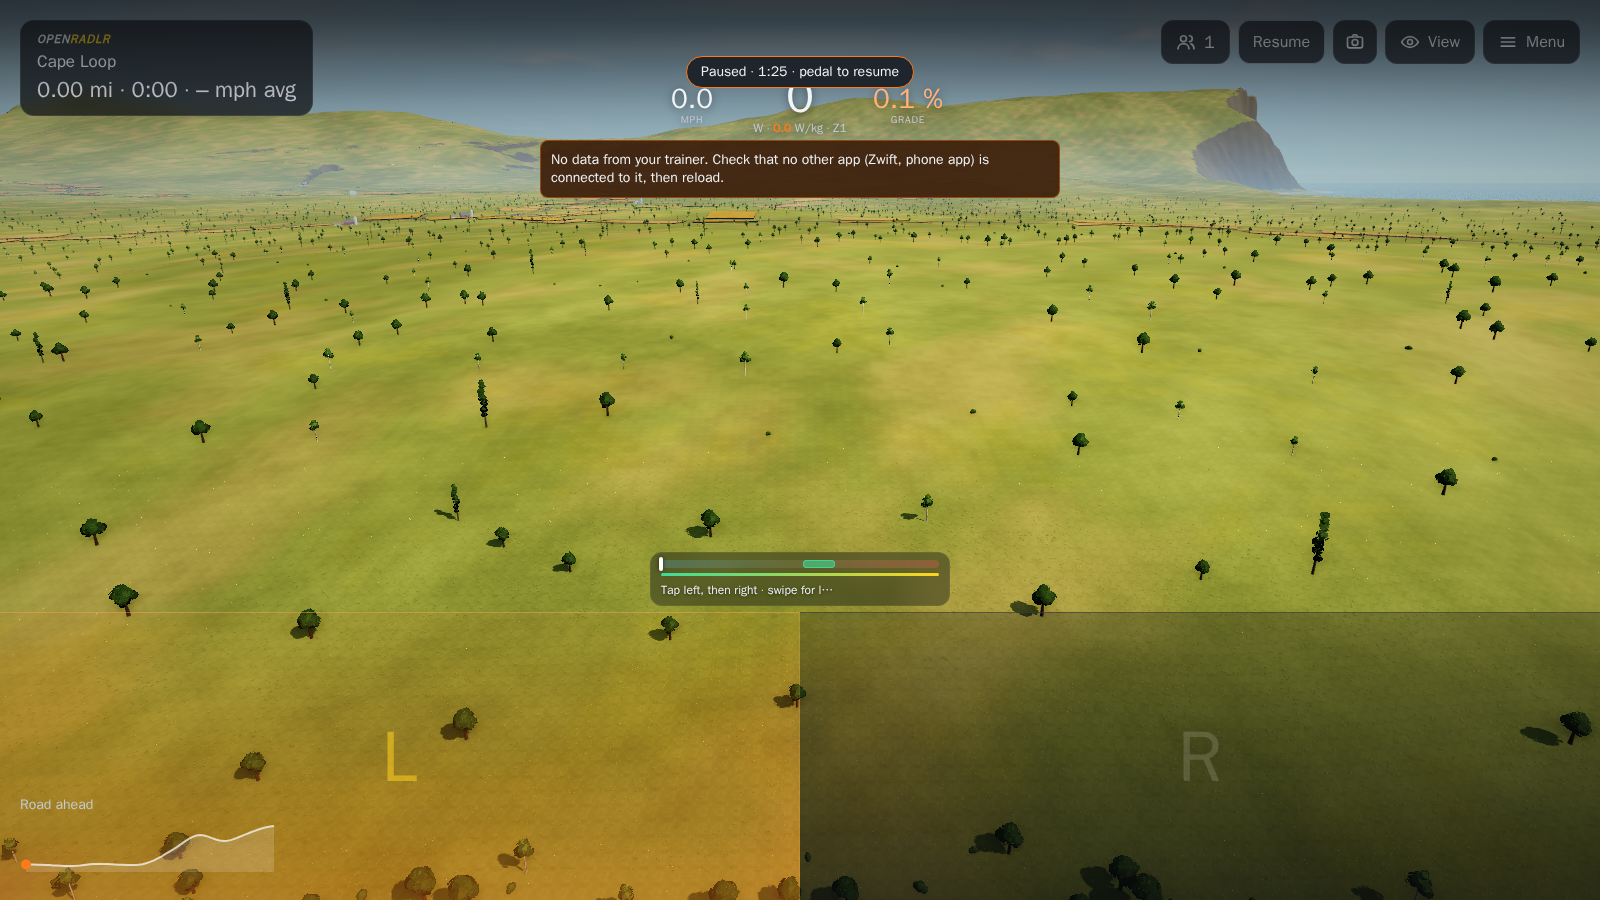 OPENRADLR
Cape Loop
0.00 mi · 0:00 · – mph avg
1
Resume
View
Menu
Paused · 1:25 · pedal to resume
0.0
MPH
0
W · 0.0 W/kg · Z1
0.1 %
GRADE
No data from your trainer. Check that no other app (Zwift, phone app) is
connected to it, then reload.
Tap left, then right · swipe for l···
L
R
Road ahead